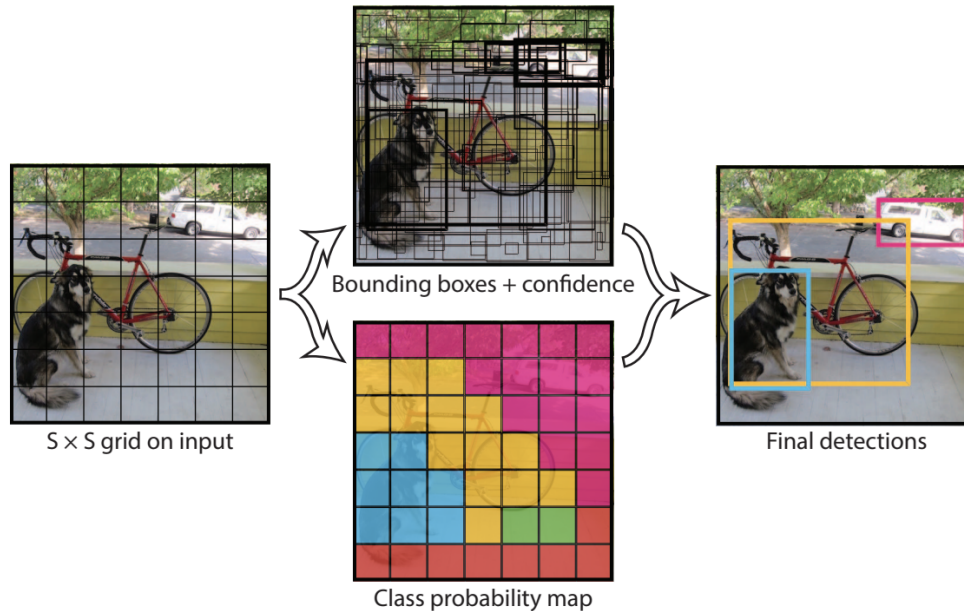 S × S grid on input
Bounding boxes + confidence
Class probability map
Final detections